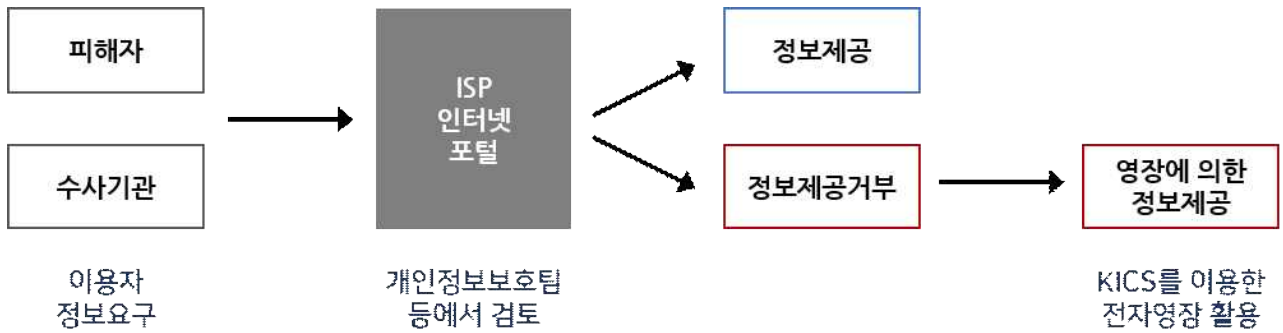 피해자
수사기관
이용자
정보요구
ISP
인터넷
포털
개인정보보호팀
등에서 검토
정보제공
정보제공거부
영장에 의한
정보제공
KICS를 이용한
전자영장 활용